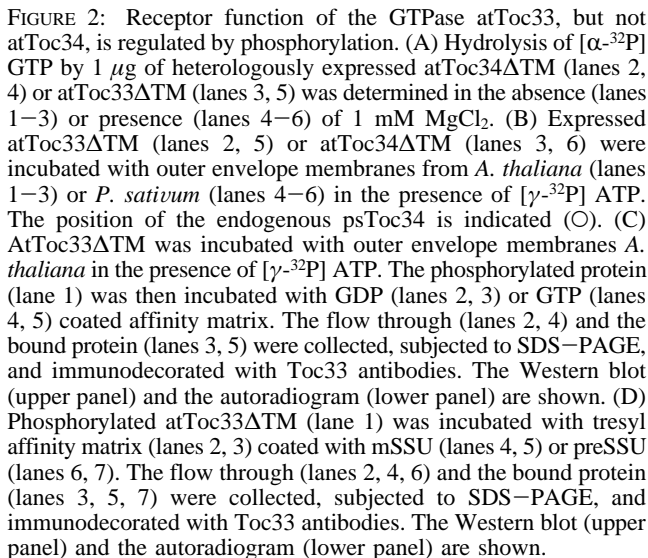 FIGURE 2: Receptor function of the GTPase atToc33, but not
atToc34, is regulated by phosphorylation. (A) Hydrolysis of [α-³²P]
GTP by 1 μg of heterologously expressed atToc34ΔTM (lanes 2,
4) or atToc33ΔTM (lanes 3, 5) was determined in the absence (lanes
1−3) or presence (lanes 4−6) of 1 mM MgCl₂. (B) Expressed
atToc33ΔTM (lanes 2, 5) or atToc34ΔTM (lanes 3, 6) were
incubated with outer envelope membranes from A. thaliana (lanes
1−3) or P. sativum (lanes 4−6) in the presence of [γ-³²P] ATP.
The position of the endogenous psToc34 is indicated (○). (C)
AtToc33ΔTM was incubated with outer envelope membranes A.
thaliana in the presence of [γ-³²P] ATP. The phosphorylated protein
(lane 1) was then incubated with GDP (lanes 2, 3) or GTP (lanes
4, 5) coated affinity matrix. The flow through (lanes 2, 4) and the
bound protein (lanes 3, 5) were collected, subjected to SDS−PAGE,
and immunodecorated with Toc33 antibodies. The Western blot
(upper panel) and the autoradiogram (lower panel) are shown. (D)
Phosphorylated atToc33ΔTM (lane 1) was incubated with tresyl
affinity matrix (lanes 2, 3) coated with mSSU (lanes 4, 5) or preSSU
(lanes 6, 7). The flow through (lanes 2, 4, 6) and the bound protein
(lanes 3, 5, 7) were collected, subjected to SDS−PAGE, and
immunodecorated with Toc33 antibodies. The Western blot (upper
panel) and the autoradiogram (lower panel) are shown.